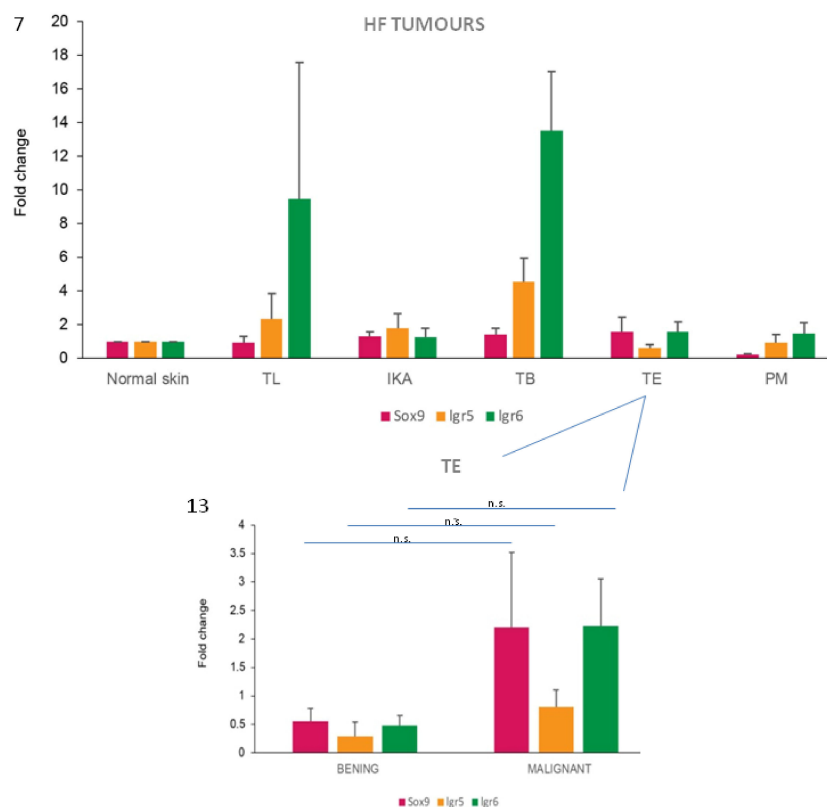 7
HF TUMOURS
20
18
16
14
12
10
8
6
4
2
0
Fold change
Normal skin TL IKA TB TE PM
Sox9 lgr5 lgr6
TE
13
n.s.
n.s.
n.s.
4
3.5
3
2.5
2
1.5
1
0.5
0
Fold change
BENING MALIGNANT
Sox9 lgr5 lgr6